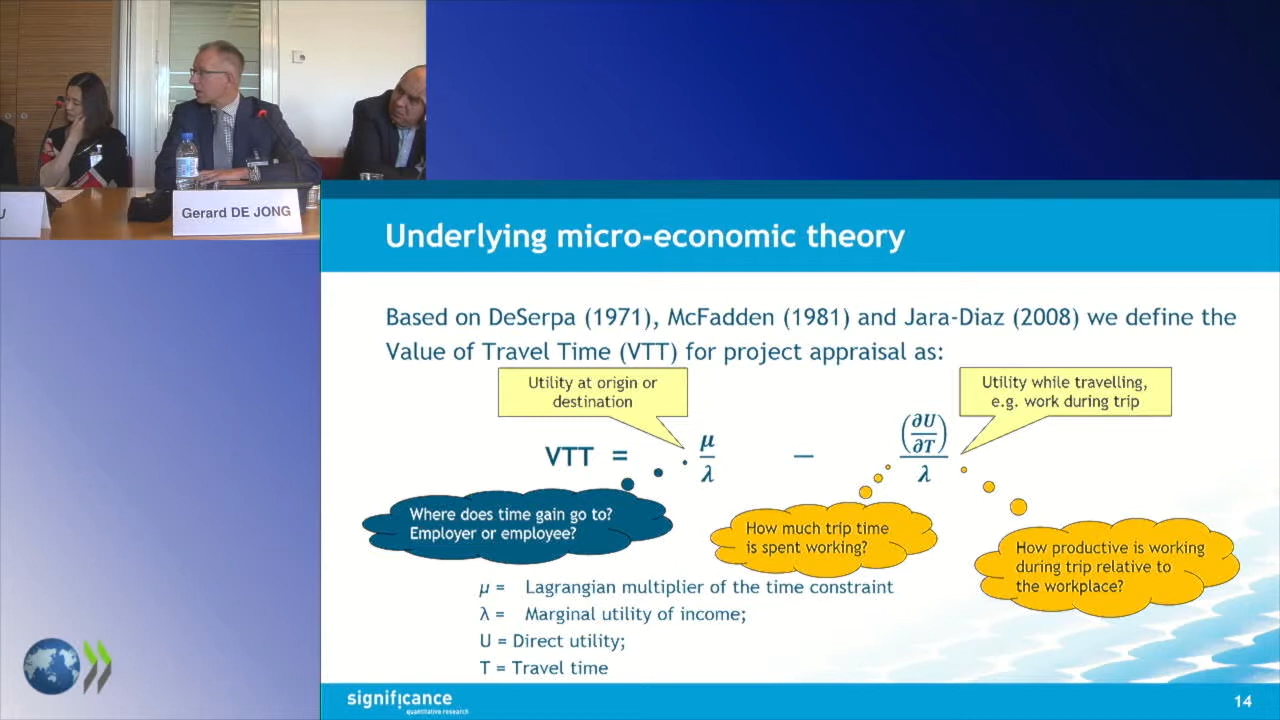 U
Gerard DE JONG
Underlying micro-economic theory
Based on DeSerpa (1971), McFadden (1981) and Jara-Diaz (2008) we define the
Value of Travel Time (VTT) for project appraisal as:
Utility at origin or
destination
Utility while travelling,
e.g. work during trip
VTT = · μ/λ − (∂U/∂T)/λ
Where does time gain go to?
Employer or employee?
How much trip time
is spent working?
How productive is working
during trip relative to
the workplace?
μ = Lagrangian multiplier of the time constraint
λ = Marginal utility of income;
U = Direct utility;
T = Travel time
significance
quantitative research
14